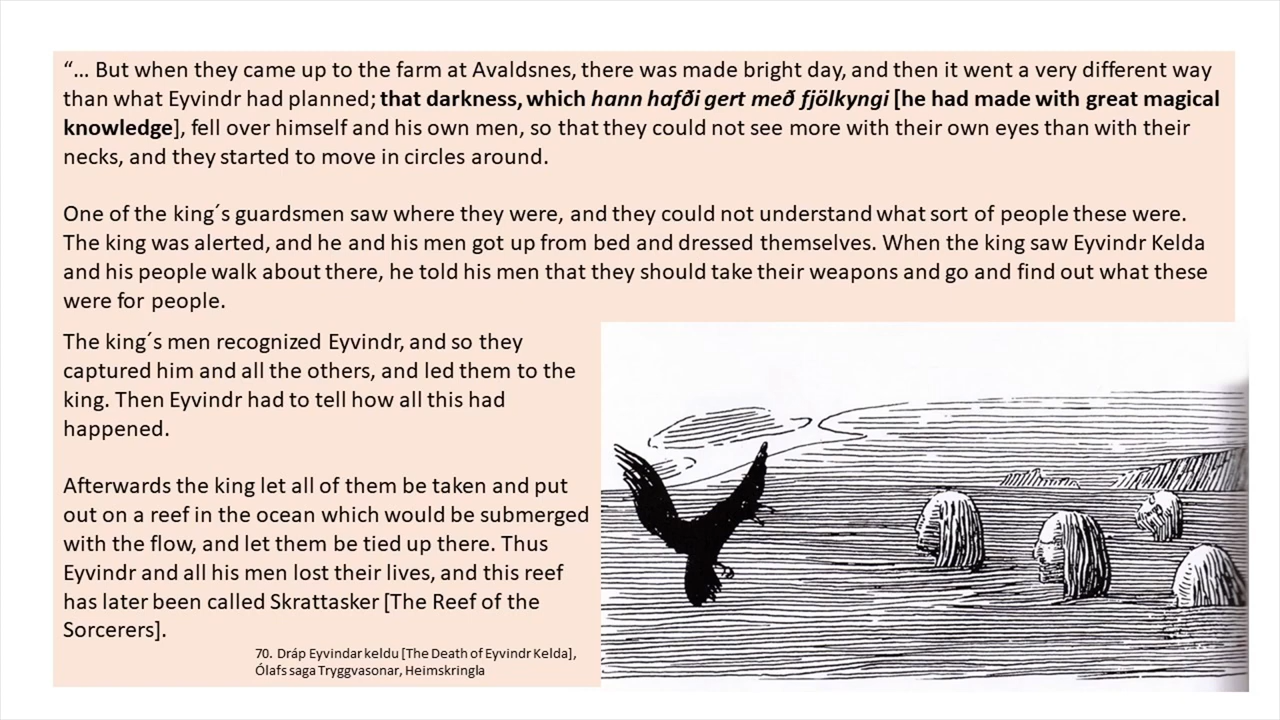 “… But when they came up to the farm at Avaldsnes, there was made bright day, and then it went a very different way
than what Eyvindr had planned; that darkness, which hann hafði gert með fjölkyngi [he had made with great magical
knowledge], fell over himself and his own men, so that they could not see more with their own eyes than with their
necks, and they started to move in circles around.
One of the king´s guardsmen saw where they were, and they could not understand what sort of people these were.
The king was alerted, and he and his men got up from bed and dressed themselves. When the king saw Eyvindr Kelda
and his people walk about there, he told his men that they should take their weapons and go and find out what these
were for people.
The king´s men recognized Eyvindr, and so they
captured him and all the others, and led them to the
king. Then Eyvindr had to tell how all this had
happened.
Afterwards the king let all of them be taken and put
out on a reef in the ocean which would be submerged
with the flow, and let them be tied up there. Thus
Eyvindr and all his men lost their lives, and this reef
has later been called Skrattasker [The Reef of the
Sorcerers].
70. Dráp Eyvindar keldu [The Death of Eyvindr Kelda],
Ólafs saga Tryggvasonar, Heimskringla